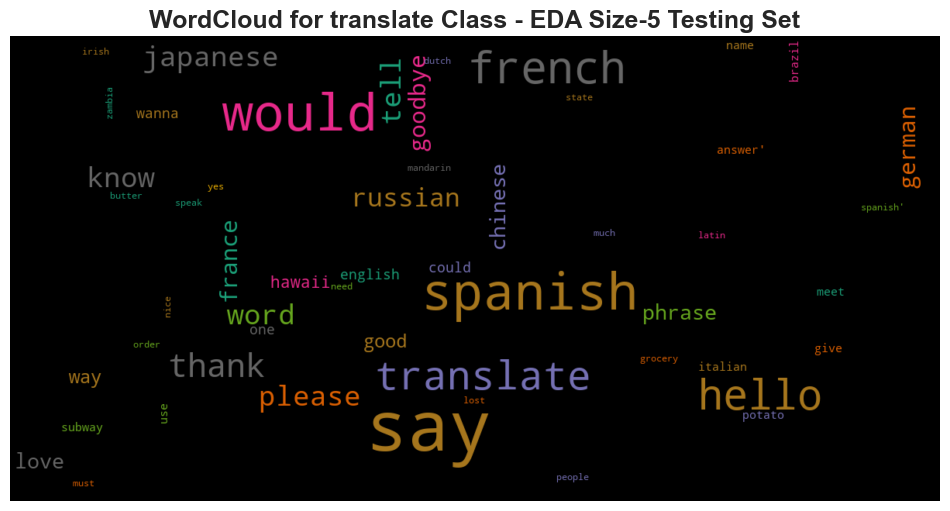 WordCloud for translate Class - EDA Size-5 Testing Set
irish
japanese
dutch
french
name
brazil
zambia
wanna
would
tell
goodbye
state
german
know
butter
speak
yes
mandarin
answer'
russian
chinese
spanish'
france
much
latin
hawaii
need
english
could
spanish
phrase
meet
nice
word
one
good
order
thank
give
grocery
italian
way
please
translate
hello
potato
use
subway
lost
say
love
must
people